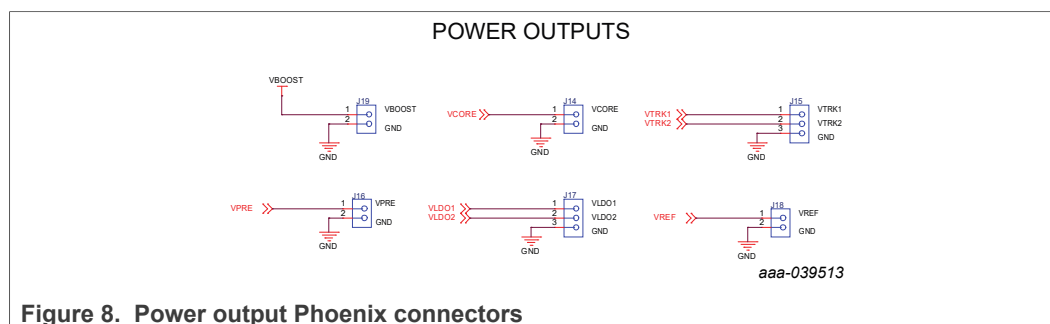 POWER OUTPUTS
VBOOST
J19
1 VBOOST
2 GND
GND
VCORE
J14
1 VCORE
2 GND
GND
VTRK1
VTRK2
J15
1 VTRK1
2 VTRK2
3 GND
GND
VPRE
J16
1 VPRE
2 GND
GND
VLDO1
VLDO2
J17
1 VLDO1
2 VLDO2
3 GND
GND
VREF
J18
1 VREF
2 GND
GND
aaa-039513
Figure 8. Power output Phoenix connectors